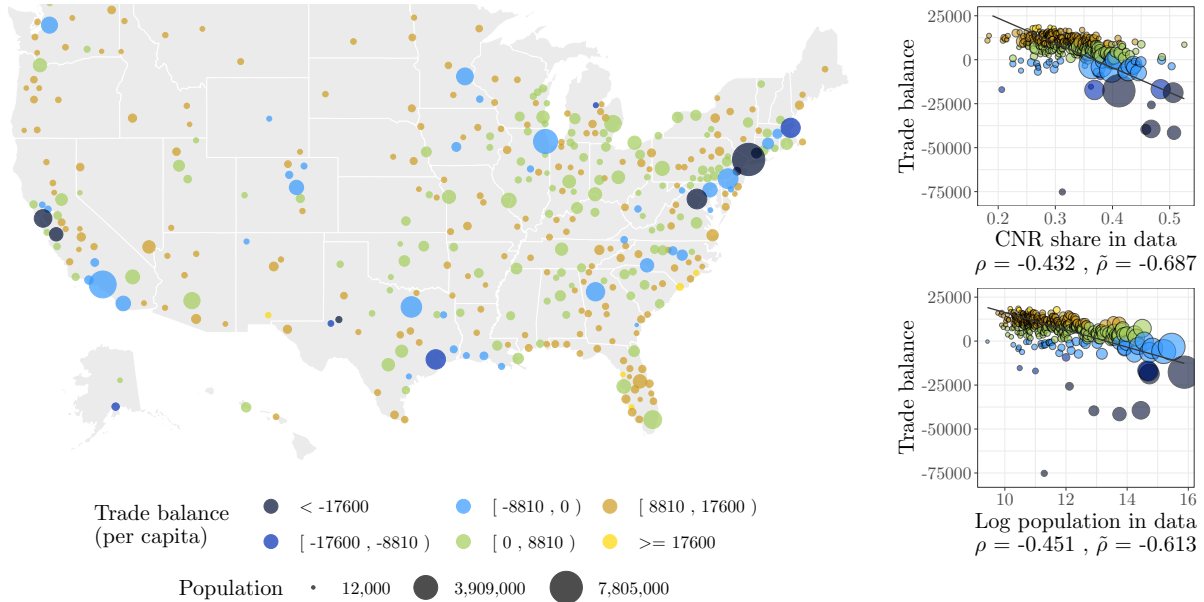 25000
0
-25000
-50000
-75000
Trade balance
0.2 0.3 0.4 0.5
CNR share in data
ρ = -0.432 , ρ̃ = -0.687
25000
0
-25000
-50000
-75000
Trade balance
10 12 14 16
Log population in data
ρ = -0.451 , ρ̃ = -0.613
Trade balance
(per capita)
< -17600
[ -8810 , 0 )
[ 8810 , 17600 )
[ -17600 , -8810 )
[ 0 , 8810 )
>= 17600
Population
12,000
3,909,000
7,805,000